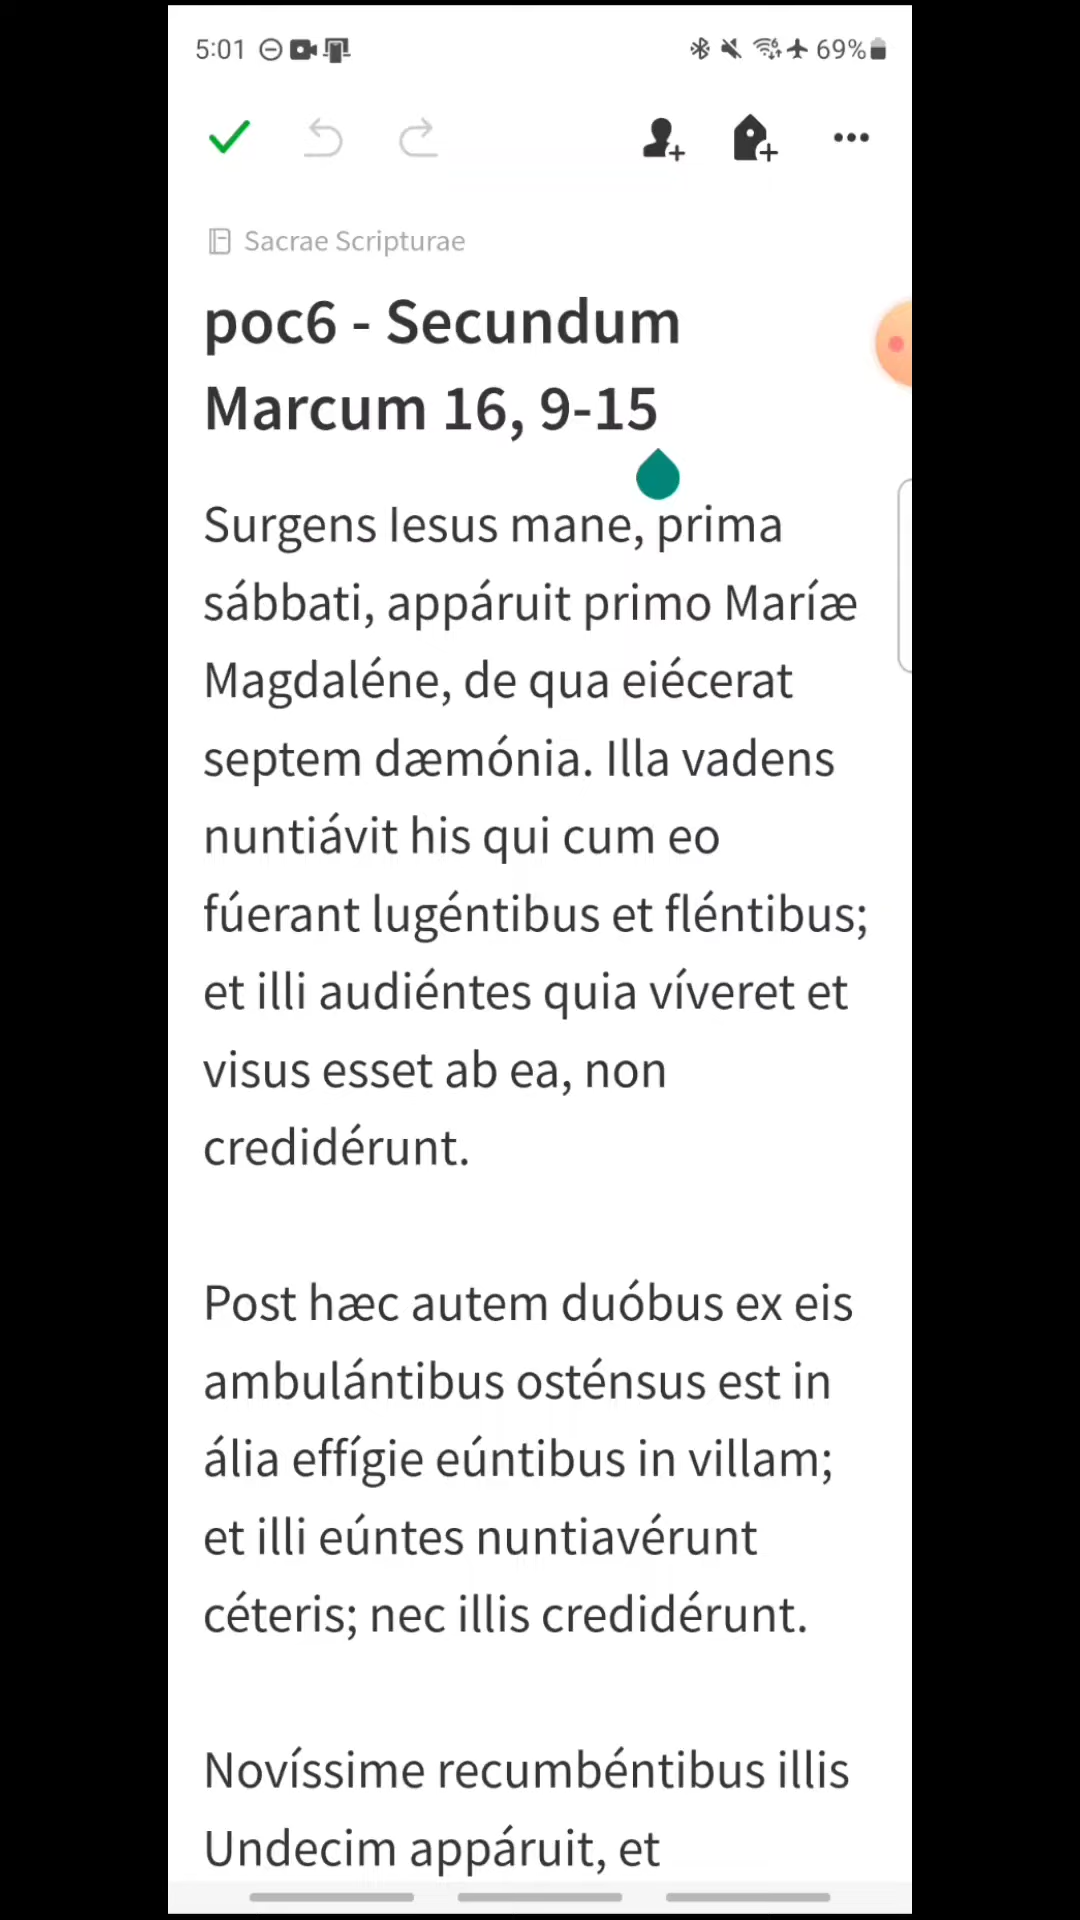 5:01 69%
Sacrae Scripturae
poc6 - Secundum
Marcum 16, 9-15
Surgens Iesus mane, prima
sábbati, appáruit primo Maríæ
Magdaléne, de qua eiécerat
septem dæmónia. Illa vadens
nuntiávit his qui cum eo
fúerant lugéntibus et fléntibus;
et illi audiéntes quia víveret et
visus esset ab ea, non
credidérunt.
Post hæc autem duóbus ex eis
ambulántibus osténsus est in
ália effígie eúntibus in villam;
et illi eúntes nuntiavérunt
céteris; nec illis credidérunt.
Novíssime recumbéntibus illis
Undecim appáruit, et